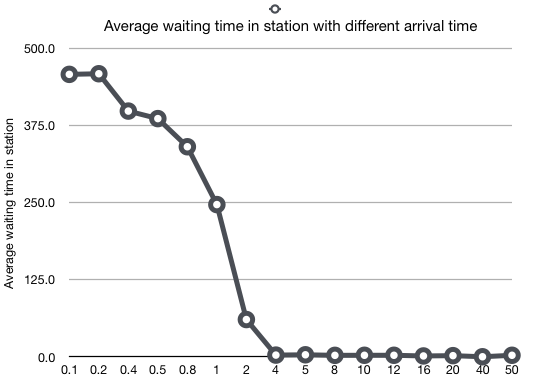 Average waiting time in station with different arrival time
500.0
375.0
250.0
125.0
0.0
Average waiting time in station
0.1 0.2 0.4 0.5 0.8 1 2 4 5 8 10 12 16 20 40 50